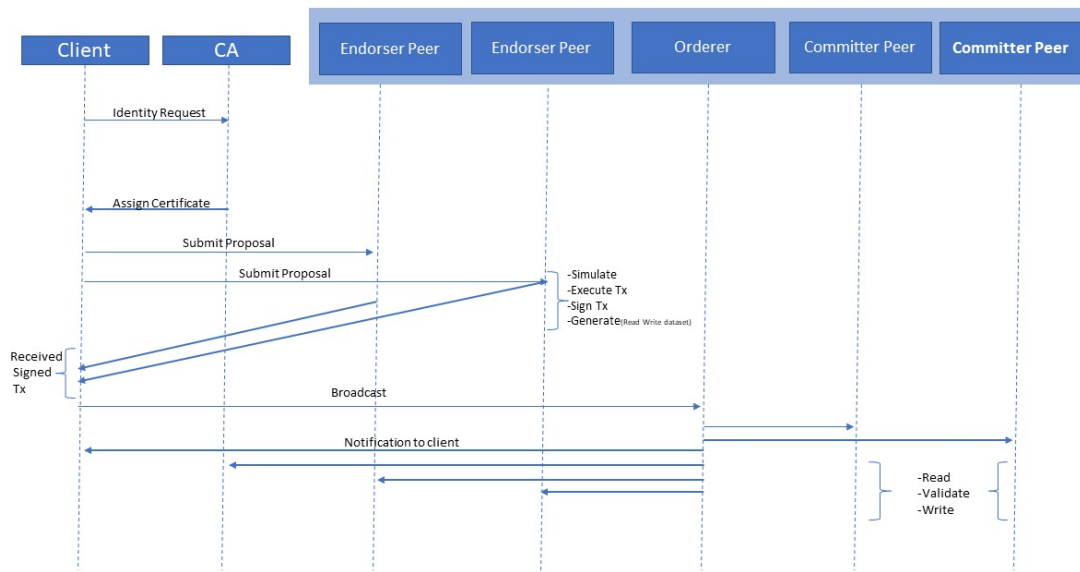 Client
CA
Endorser Peer
Endorser Peer
Orderer
Committer Peer
Committer Peer
Identity Request
Assign Certificate
Submit Proposal
Submit Proposal
-Simulate
-Execute Tx
-Sign Tx
-Generate(Read Write dataset)
Received
Signed
Tx
Broadcast
Notification to client
-Read
-Validate
-Write